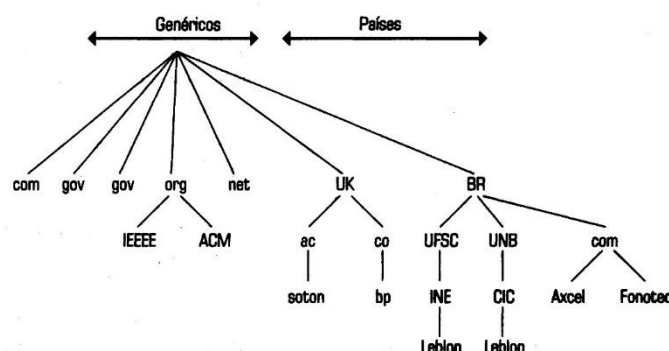 Genéricos Países
com gov gov org net UK BR
IEEEE ACM ac co UFSC UNB com
soton bp INE CIC Axcel Fonotec
Leblon Leblon